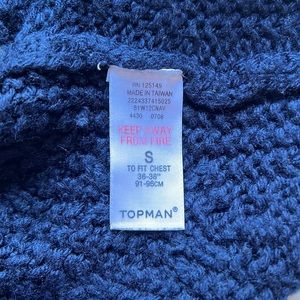 RN 125149
MADE IN TAIWAN
2224337415025
81W12CNAV
4430 0708
KEEP AWAY
FROM FIRE
S
TO FIT CHEST
36-38"
91-96CM
TOPMAN®